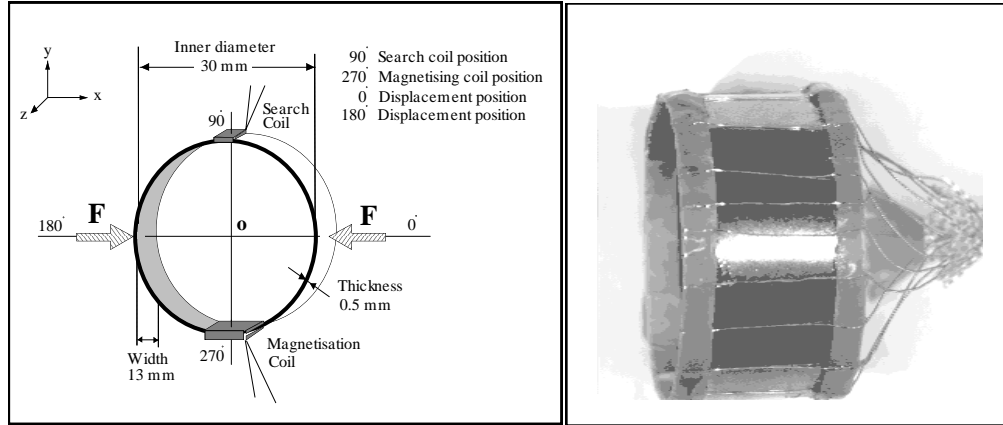 Inner diameter
30 mm
90° Search coil position
270° Magnetising coil position
0° Displacement position
180° Displacement position
y
x
z
90°
Search
Coil
180°
F
o
F
0°
Thickness
0.5 mm
Width
13 mm
270°
Magnetisation
Coil